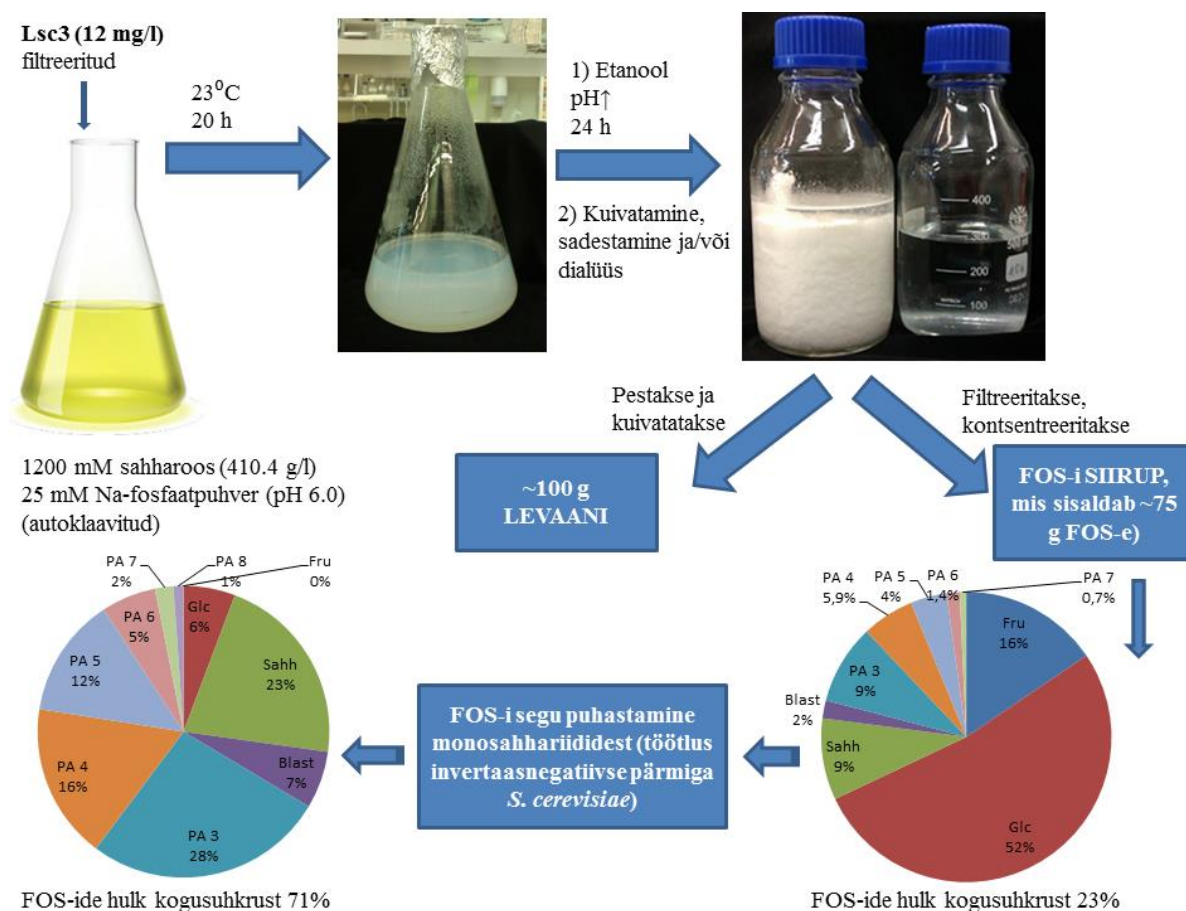 Lsc3 (12 mg/l)
filtreeritud
23⁰C
20 h
1) Etanool
pH↑
24 h
2) Kuivatamine,
sadestamine ja/või
dialüüs
400
300
500 ml
200
100
1200 mM sahharoos (410.4 g/l)
25 mM Na-fosfaatpuhver (pH 6.0)
(autoklaavitud)
Pestakse ja
kuivatatakse
Filtreeritakse,
kontsentreeritakse
~100 g
LEVAANI
FOS-i SIIRUP,
mis sisaldab ~75
g FOS-e)
PA 4
5,9%
PA 5
4%
PA 6
1,4%
PA 7
0,7%
Fru
16%
PA 3
9%
Blast
2%
Sahh
9%
Glc
52%
FOS-ide hulk kogusuhkrust 23%
FOS-i segu puhastamine
monosahhariididest (töötlus
invertaasnegatiivse pärmiga
S. cerevisiae)
PA 7
2%
PA 8
1%
Fru
0%
Glc
6%
PA 6
5%
Sahh
23%
PA 5
12%
Blast
7%
PA 4
16%
PA 3
28%
FOS-ide hulk kogusuhkrust 71%